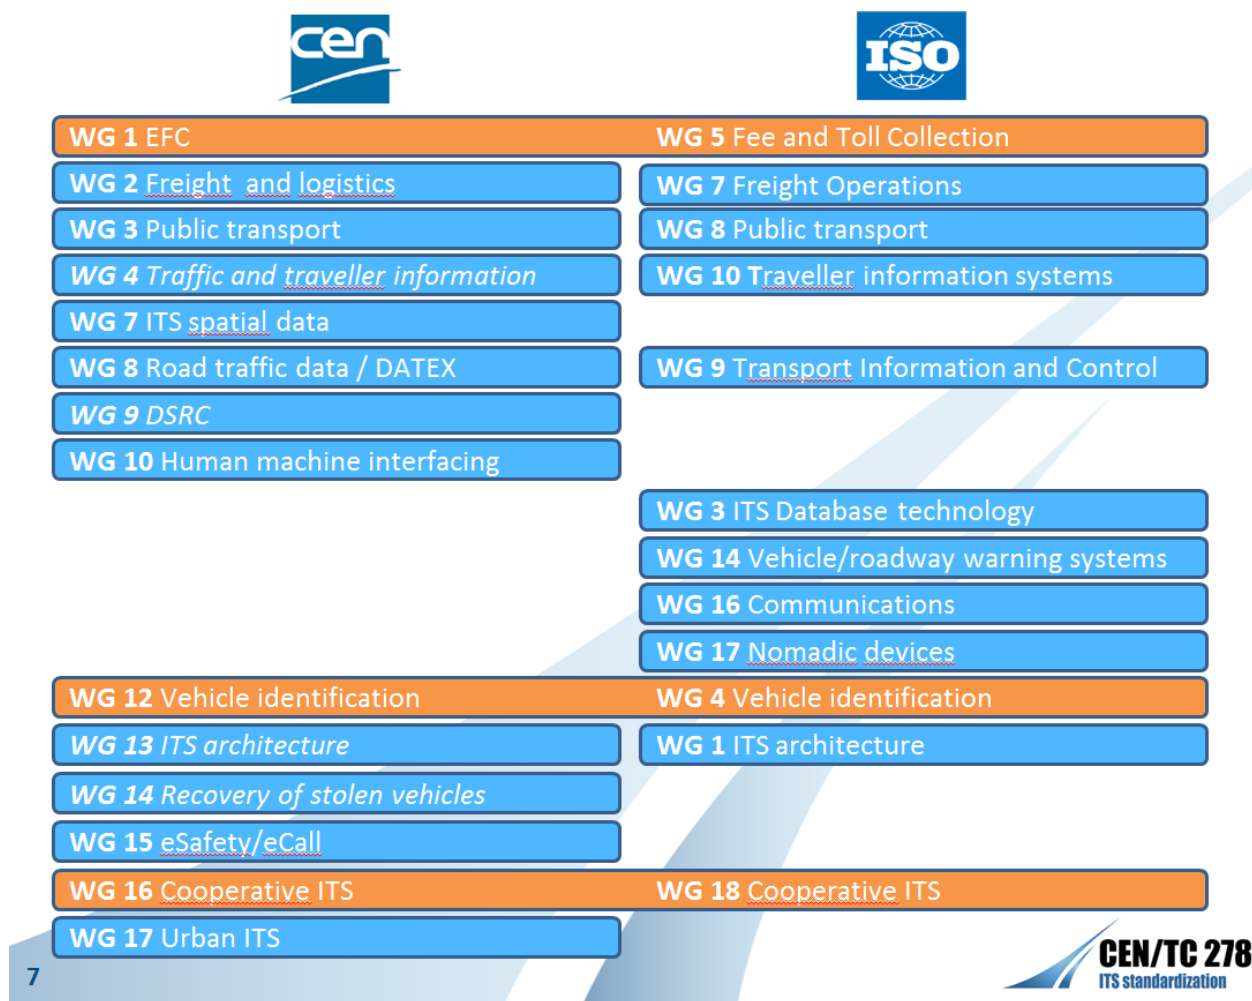 cen
ISO
WG 1 EFC
WG 5 Fee and Toll Collection
WG 2 Freight and logistics
WG 7 Freight Operations
WG 3 Public transport
WG 8 Public transport
WG 4 Traffic and traveller information
WG 10 Traveller information systems
WG 7 ITS spatial data
WG 8 Road traffic data / DATEX
WG 9 Transport Information and Control
WG 9 DSRC
WG 10 Human machine interfacing
WG 3 ITS Database technology
WG 14 Vehicle/roadway warning systems
WG 16 Communications
WG 17 Nomadic devices
WG 12 Vehicle identification
WG 4 Vehicle identification
WG 13 ITS architecture
WG 1 ITS architecture
WG 14 Recovery of stolen vehicles
WG 15 eSafety/eCall
WG 16 Cooperative ITS
WG 18 Cooperative ITS
WG 17 Urban ITS
7
CEN/TC 278
ITS standardization